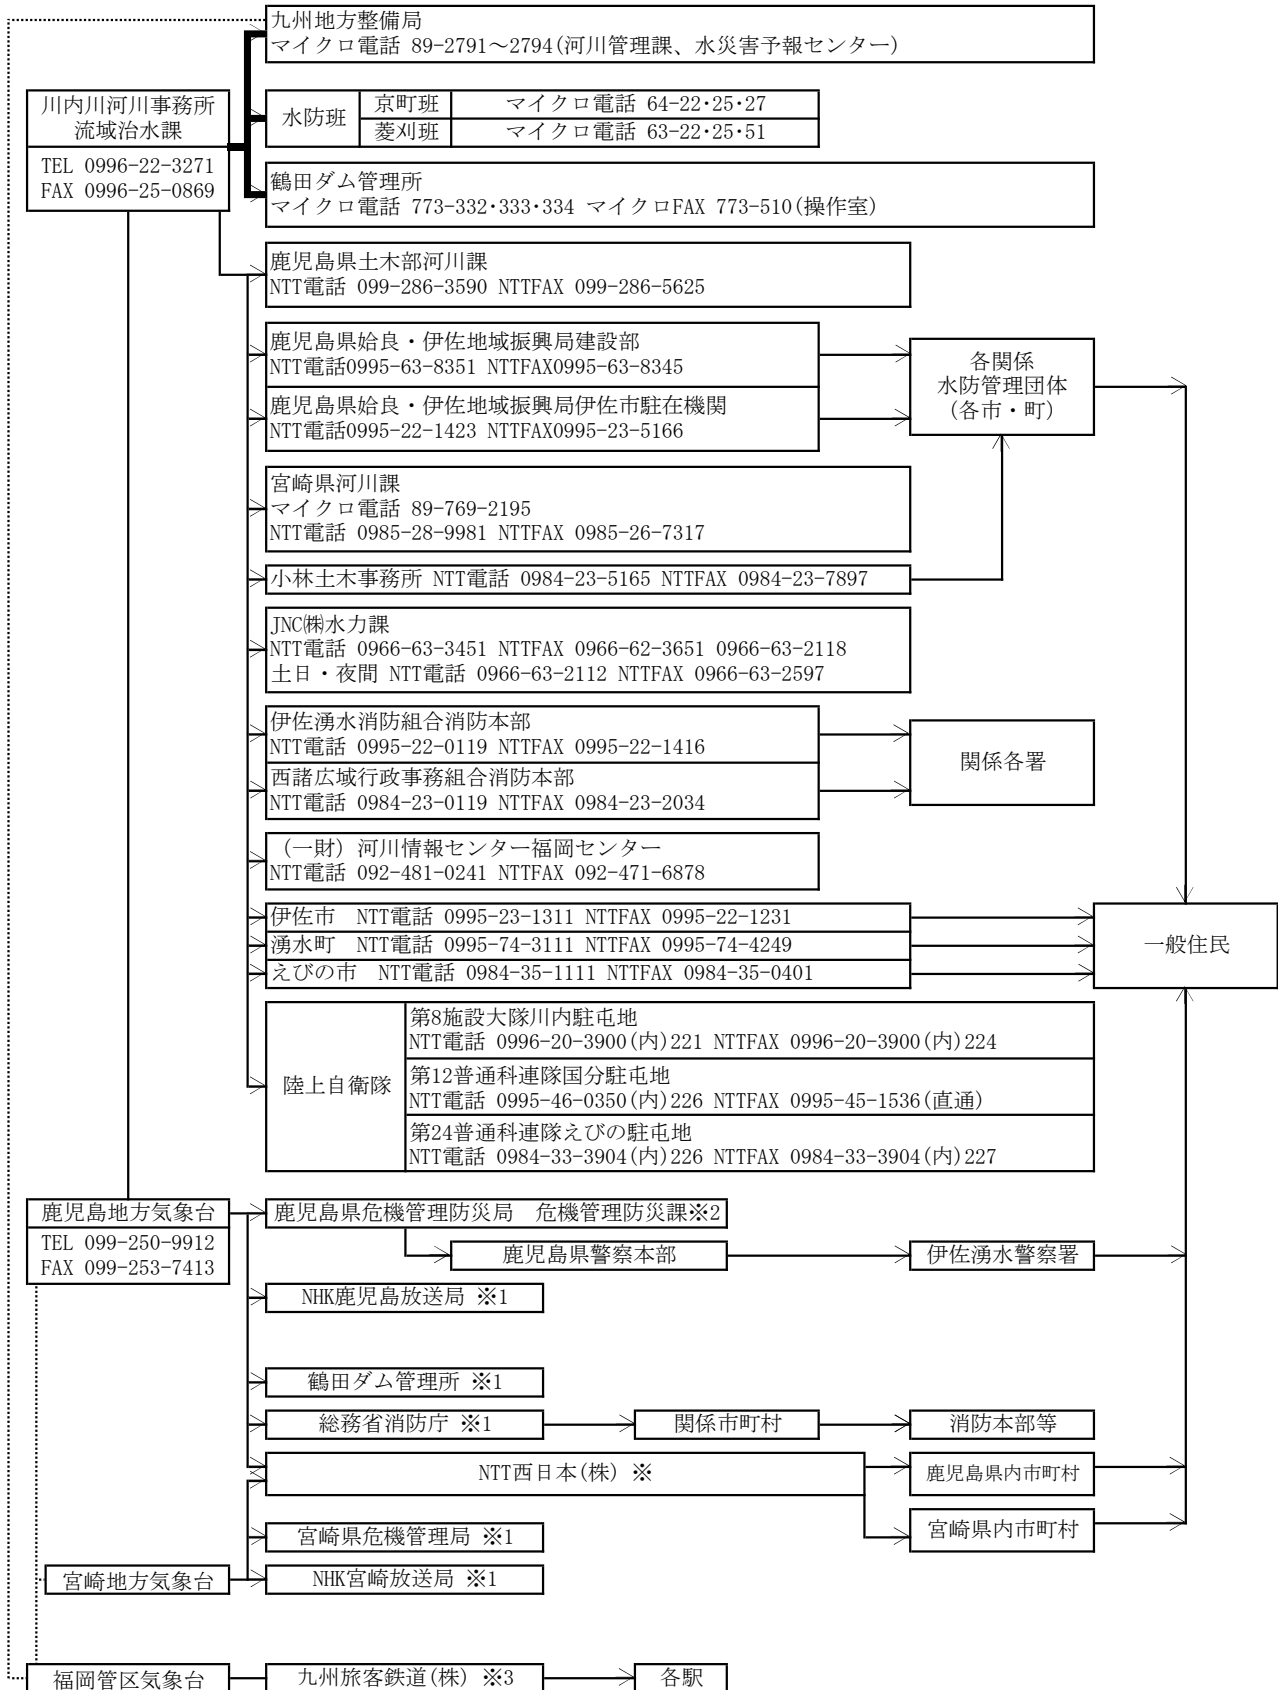 九州地方整備局
マイクロ電話 89-2791～2794(河川管理課、水災害予報センター)
川内川河川事務所
流域治水課
TEL 0996-22-3271
FAX 0996-25-0869
水防班
京町班
マイクロ電話 64-22･25･27
菱刈班
マイクロ電話 63-22･25･51
鶴田ダム管理所
マイクロ電話 773-332･333･334 マイクロFAX 773-510(操作室)
鹿児島県土木部河川課
NTT電話 099-286-3590 NTTFAX 099-286-5625
鹿児島県姶良・伊佐地域振興局建設部
NTT電話0995-63-8351 NTTFAX0995-63-8345
鹿児島県姶良・伊佐地域振興局伊佐市駐在機関
NTT電話0995-22-1423 NTTFAX0995-23-5166
各関係
水防管理団体
(各市・町)
宮崎県河川課
マイクロ電話 89-769-2195
NTT電話 0985-28-9981 NTTFAX 0985-26-7317
小林土木事務所 NTT電話 0984-23-5165 NTTFAX 0984-23-7897
JNC㈱水力課
NTT電話 0966-63-3451 NTTFAX 0966-62-3651 0966-63-2118
土日・夜間 NTT電話 0966-63-2112 NTTFAX 0966-63-2597
伊佐湧水消防組合消防本部
NTT電話 0995-22-0119 NTTFAX 0995-22-1416
西諸広域行政事務組合消防本部
NTT電話 0984-23-0119 NTTFAX 0984-23-2034
関係各署
（一財）河川情報センター福岡センター
NTT電話 092-481-0241 NTTFAX 092-471-6878
伊佐市　NTT電話 0995-23-1311 NTTFAX 0995-22-1231
湧水町　NTT電話 0995-74-3111 NTTFAX 0995-74-4249
えびの市　NTT電話 0984-35-1111 NTTFAX 0984-35-0401
一般住民
陸上自衛隊
第8施設大隊川内駐屯地
NTT電話 0996-20-3900(内)221 NTTFAX 0996-20-3900(内)224
第12普通科連隊国分駐屯地
NTT電話 0995-46-0350(内)226 NTTFAX 0995-45-1536(直通)
第24普通科連隊えびの駐屯地
NTT電話 0984-33-3904(内)226 NTTFAX 0984-33-3904(内)227
鹿児島地方気象台
TEL 099-250-9912
FAX 099-253-7413
鹿児島県危機管理防災局　危機管理防災課※2
鹿児島県警察本部
伊佐湧水警察署
NHK鹿児島放送局 ※1
鶴田ダム管理所 ※1
総務省消防庁 ※1
関係市町村
消防本部等
NTT西日本(株) ※
鹿児島県内市町村
宮崎県内市町村
宮崎県危機管理局 ※1
宮崎地方気象台
NHK宮崎放送局 ※1
福岡管区気象台
九州旅客鉄道(株) ※3
各駅